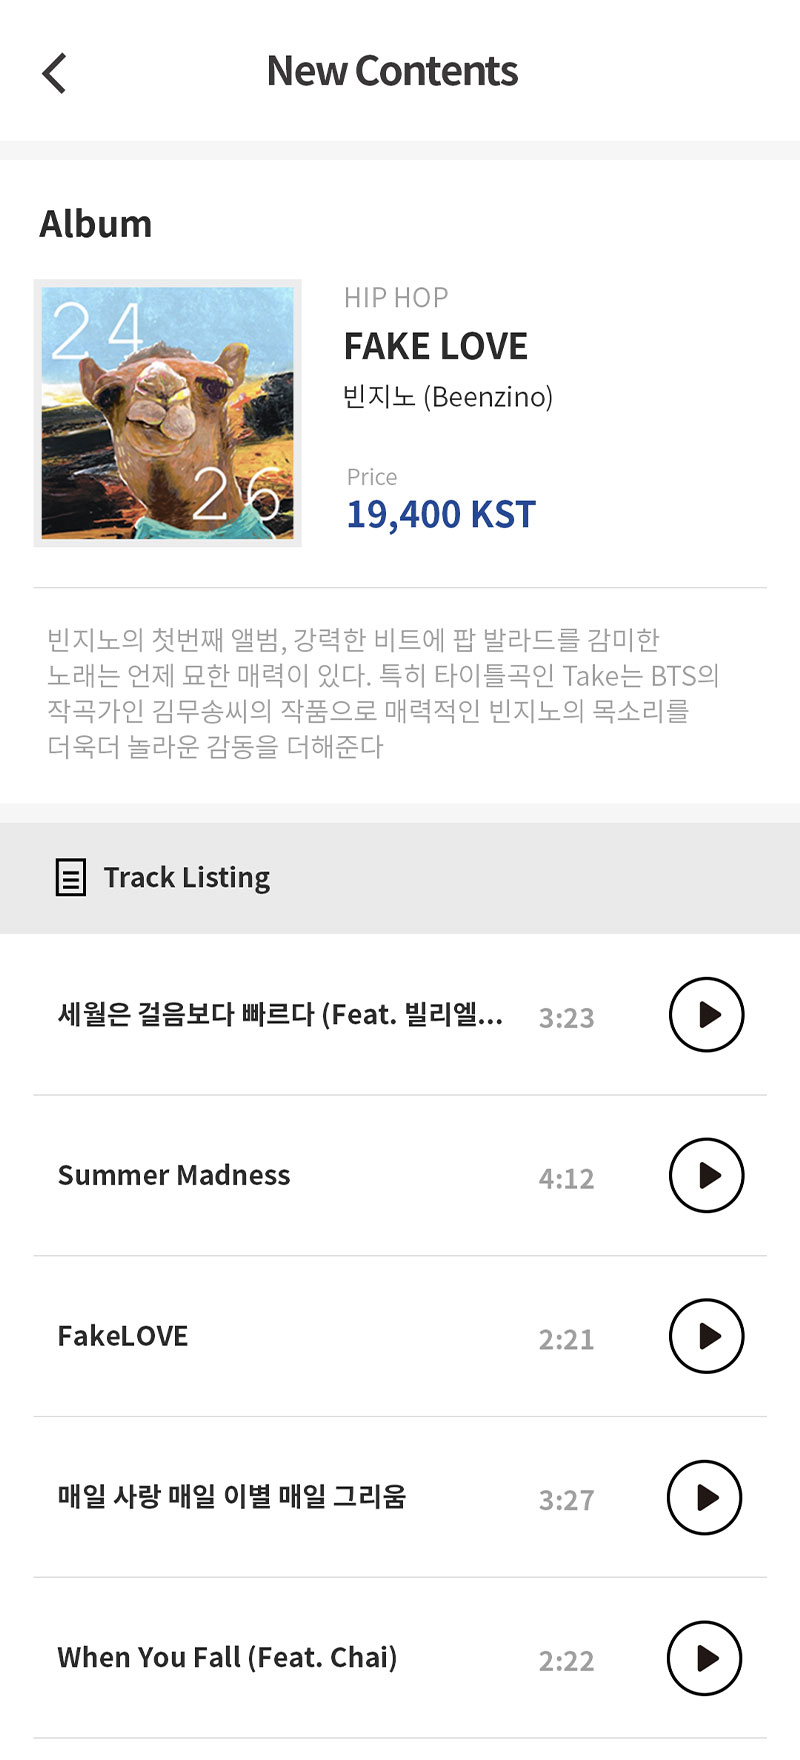 New Contents
Album
24
26
HIP HOP
FAKE LOVE
빈지노 (Beenzino)
Price
19,400 KST
빈지노의 첫번째 앨범, 강력한 비트에 팝 발라드를 감미한
노래는 언제 묘한 매력이 있다. 특히 타이틀곡인 Take는 BTS의
작곡가인 김무송씨의 작품으로 매력적인 빈지노의 목소리를
더욱더 놀라운 감동을 더해준다
Track Listing
세월은 걸음보다 빠르다 (Feat. 빌리엘... 3:23
Summer Madness 4:12
FakeLOVE 2:21
매일 사랑 매일 이별 매일 그리움 3:27
When You Fall (Feat. Chai) 2:22